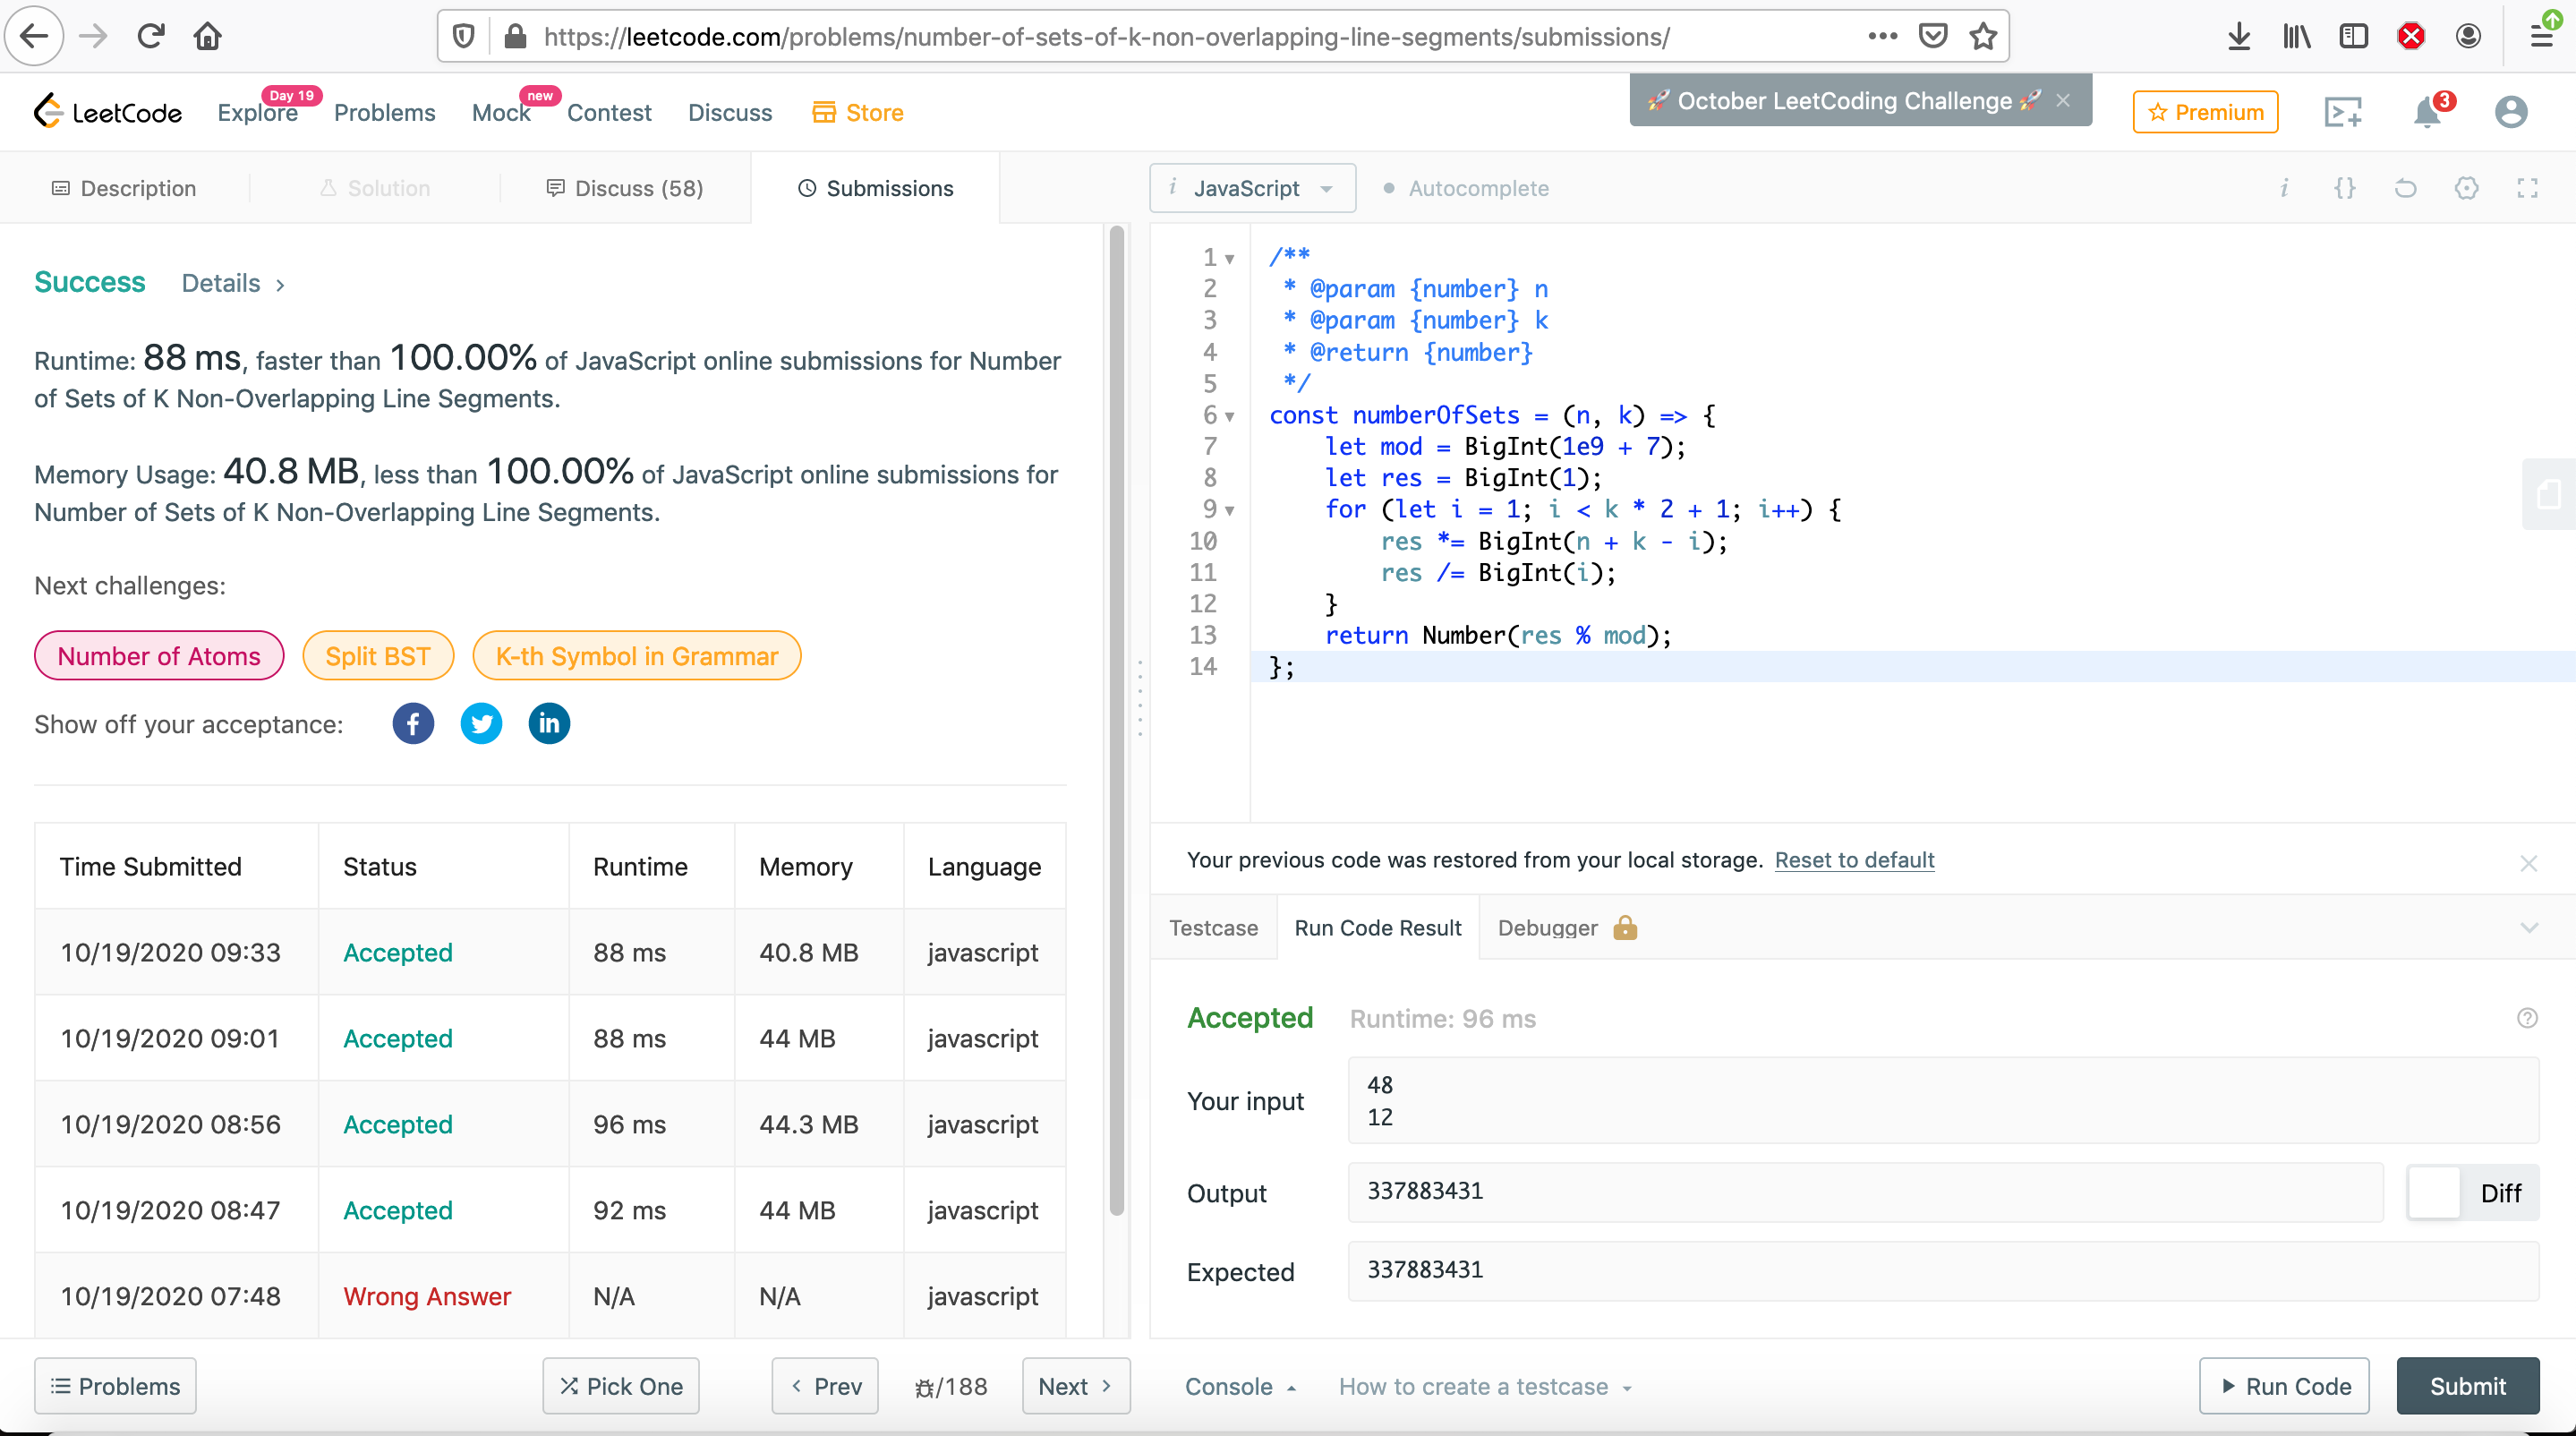 https://leetcode.com/problems/number-of-sets-of-k-non-overlapping-line-segments/submissions/
LeetCode
Explore
Day 19
Problems
Mock
new
Contest
Discuss
Store
🚀 October LeetCoding Challenge 🚀 ×
Premium
3
Description
Solution
Discuss (58)
Submissions
Success Details >
Runtime: 88 ms, faster than 100.00% of JavaScript online submissions for Number
of Sets of K Non-Overlapping Line Segments.
Memory Usage: 40.8 MB, less than 100.00% of JavaScript online submissions for
Number of Sets of K Non-Overlapping Line Segments.
Next challenges:
Number of Atoms
Split BST
K-th Symbol in Grammar
Show off your acceptance:
Time Submitted Status Runtime Memory Language
10/19/2020 09:33 Accepted 88 ms 40.8 MB javascript
10/19/2020 09:01 Accepted 88 ms 44 MB javascript
10/19/2020 08:56 Accepted 96 ms 44.3 MB javascript
10/19/2020 08:47 Accepted 92 ms 44 MB javascript
10/19/2020 07:48 Wrong Answer N/A N/A javascript
Problems
Pick One
< Prev
/188
Next >
i JavaScript
Autocomplete
i {}
1 /**
2  * @param {number} n
3  * @param {number} k
4  * @return {number}
5  */
6 const numberOfSets = (n, k) => {
7     let mod = BigInt(1e9 + 7);
8     let res = BigInt(1);
9     for (let i = 1; i < k * 2 + 1; i++) {
10         res *= BigInt(n + k - i);
11         res /= BigInt(i);
12     }
13     return Number(res % mod);
14 };
Your previous code was restored from your local storage. Reset to default
Testcase
Run Code Result
Debugger
Accepted Runtime: 96 ms
Your input
48
12
Output
337883431
Diff
Expected
337883431
Console
How to create a testcase
Run Code
Submit